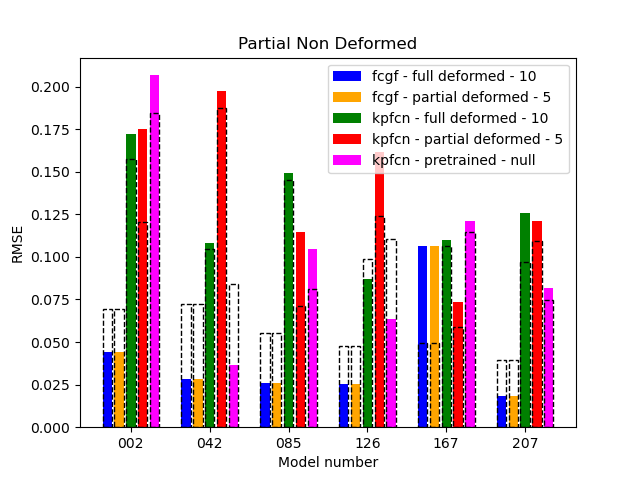 Partial Non Deformed
fcgf - full deformed - 10
fcgf - partial deformed - 5
kpfcn - full deformed - 10
kpfcn - partial deformed - 5
kpfcn - pretrained - null
RMSE
0.200
0.175
0.150
0.125
0.100
0.075
0.050
0.025
0.000
002 042 085 126 167 207
Model number